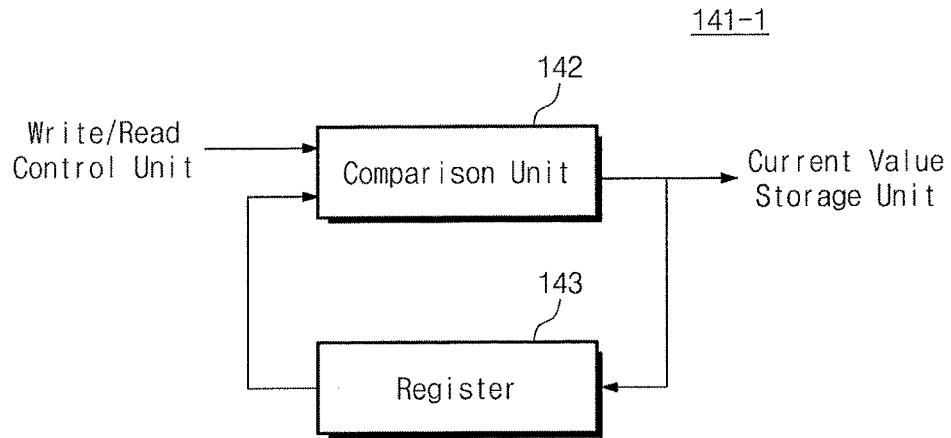 141-1
142
Write/Read
Control Unit
Comparison Unit
Current Value
Storage Unit
143
Register